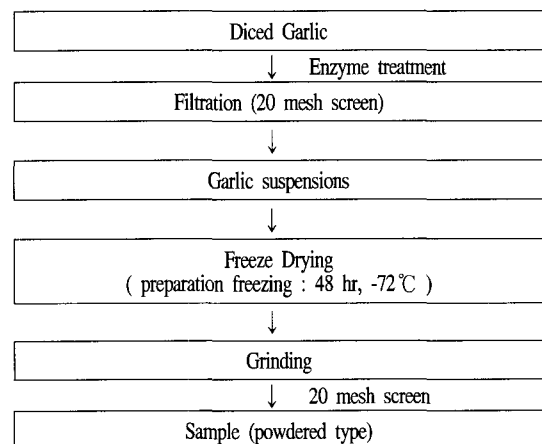 Diced Garlic
Enzyme treatment
Filtration (20 mesh screen)
Garlic suspensions
Freeze Drying
( preparation freezing : 48 hr, -72℃ )
Grinding
20 mesh screen
Sample (powdered type)